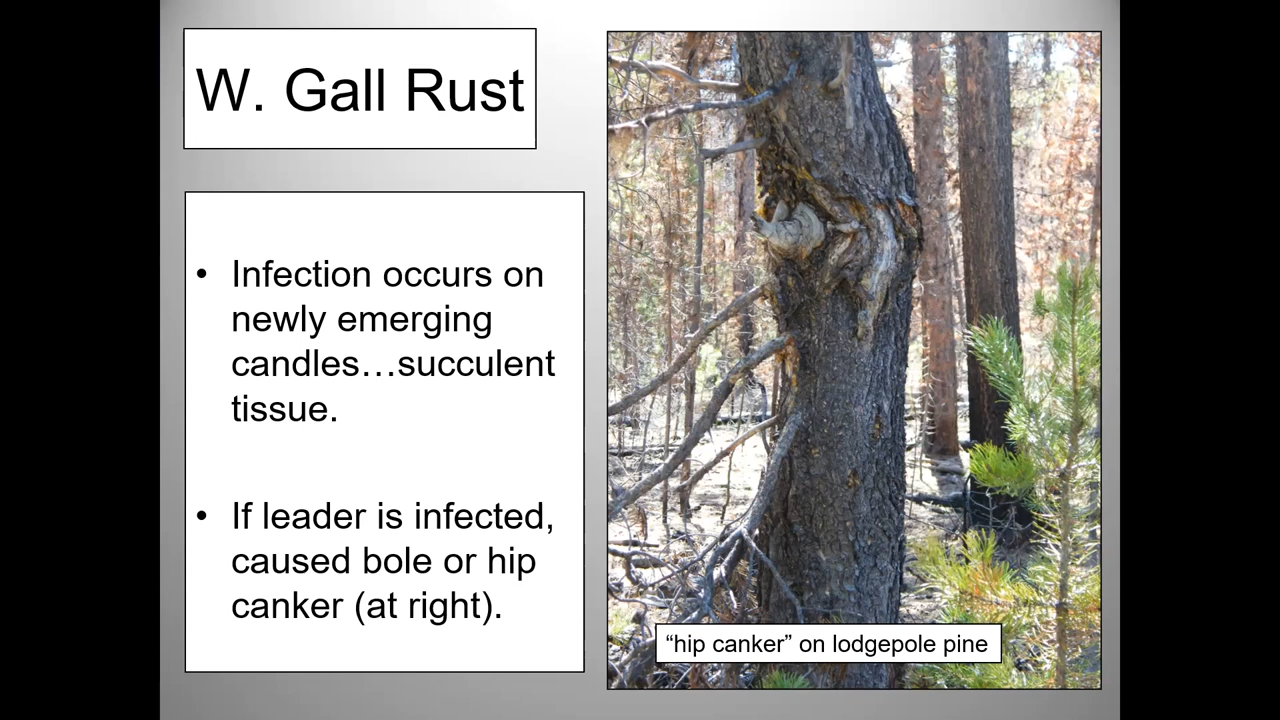 W. Gall Rust
• Infection occurs on
newly emerging
candles…succulent
tissue.
• If leader is infected,
caused bole or hip
canker (at right).
“hip canker” on lodgepole pine